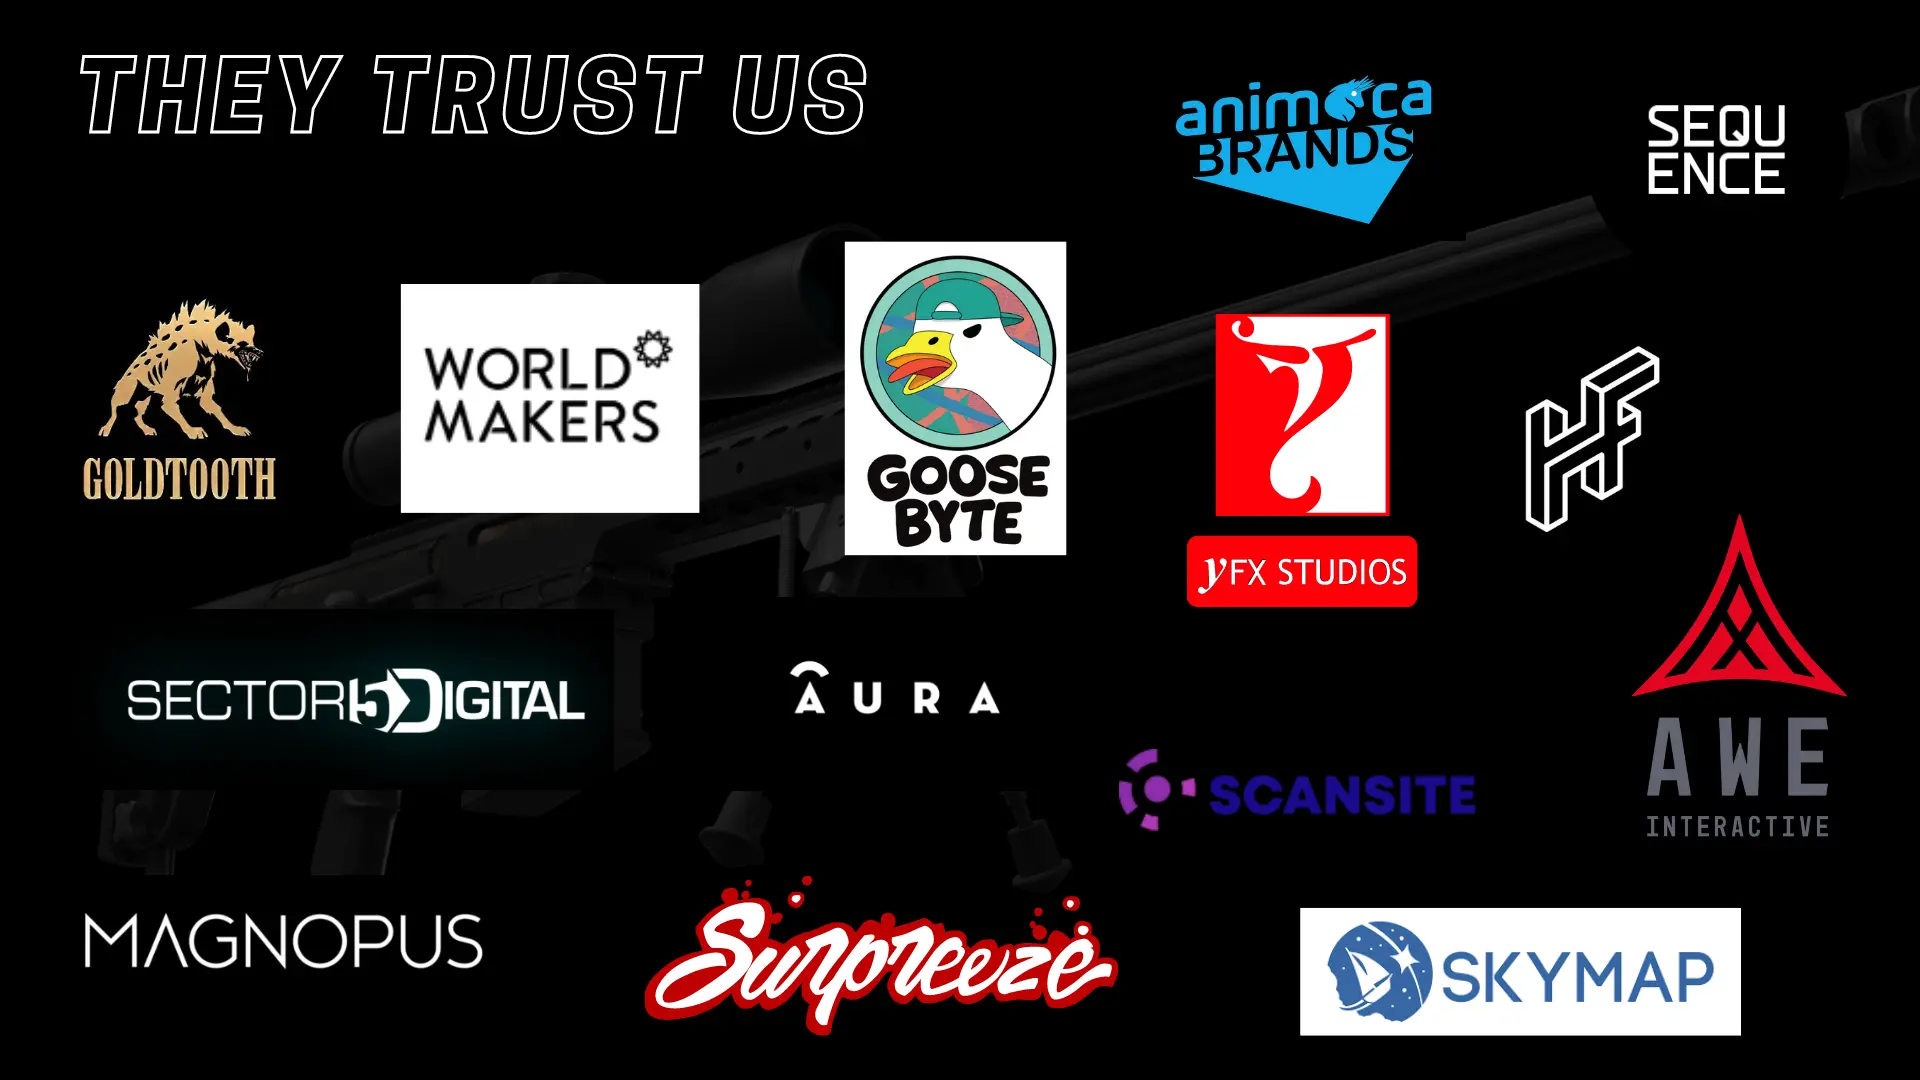 THEY TRUST US
animoca
BRANDS
SEQU
ENCE
GOLDTOOTH
WORLD
MAKERS
GOOSE
BYTE
YFX STUDIOS
HF
SECTOR5DIGITAL
AURA
SCANSITE
AWE
INTERACTIVE
MAGNOPUS
Surpreeze
SKYMAP